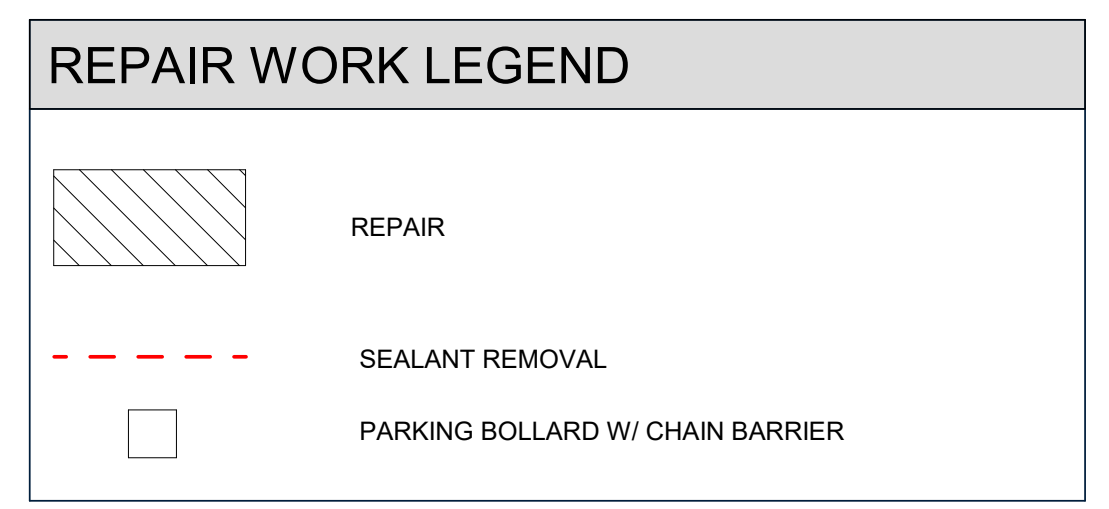 REPAIR WORK LEGEND
REPAIR
SEALANT REMOVAL
PARKING BOLLARD W/ CHAIN BARRIER